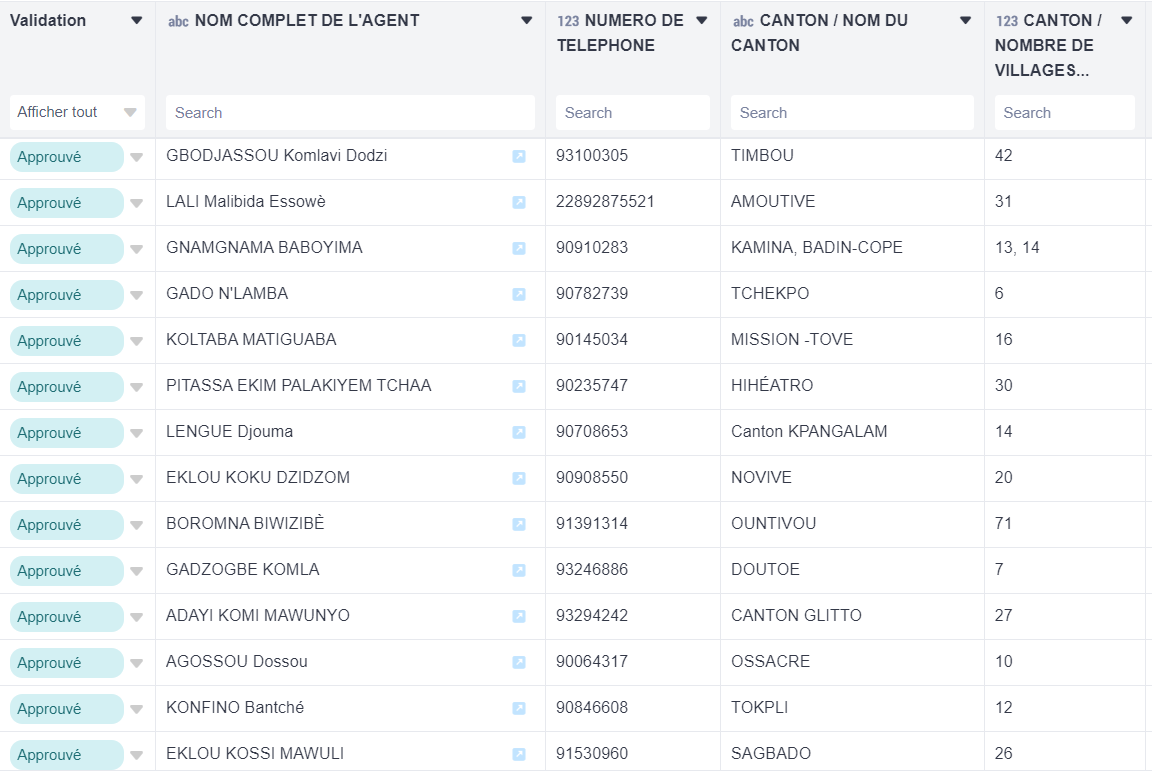 Validation abc NOM COMPLET DE L'AGENT 123 NUMERO DE abc CANTON / NOM DU 123 CANTON /
TELEPHONE CANTON NOMBRE DE
VILLAGES...
Afficher tout Search Search Search Search
Approuvé GBODJASSOU Komlavi Dodzi 93100305 TIMBOU 42
Approuvé LALI Malibida Essowè 22892875521 AMOUTIVE 31
Approuvé GNAMGNAMA BABOYIMA 90910283 KAMINA, BADIN-COPE 13, 14
Approuvé GADO N'LAMBA 90782739 TCHEKPO 6
Approuvé KOLTABA MATIGUABA 90145034 MISSION -TOVE 16
Approuvé PITASSA EKIM PALAKIYEM TCHAA 90235747 HIHÉATRO 30
Approuvé LENGUE Djouma 90708653 Canton KPANGALAM 14
Approuvé EKLOU KOKU DZIDZOM 90908550 NOVIVE 20
Approuvé BOROMNA BIWIZIBÈ 91391314 OUNTIVOU 71
Approuvé GADZOGBE KOMLA 93246886 DOUTOE 7
Approuvé ADAYI KOMI MAWUNYO 93294242 CANTON GLITTO 27
Approuvé AGOSSOU Dossou 90064317 OSSACRE 10
Approuvé KONFINO Bantché 90846608 TOKPLI 12
Approuvé EKLOU KOSSI MAWULI 91530960 SAGBADO 26